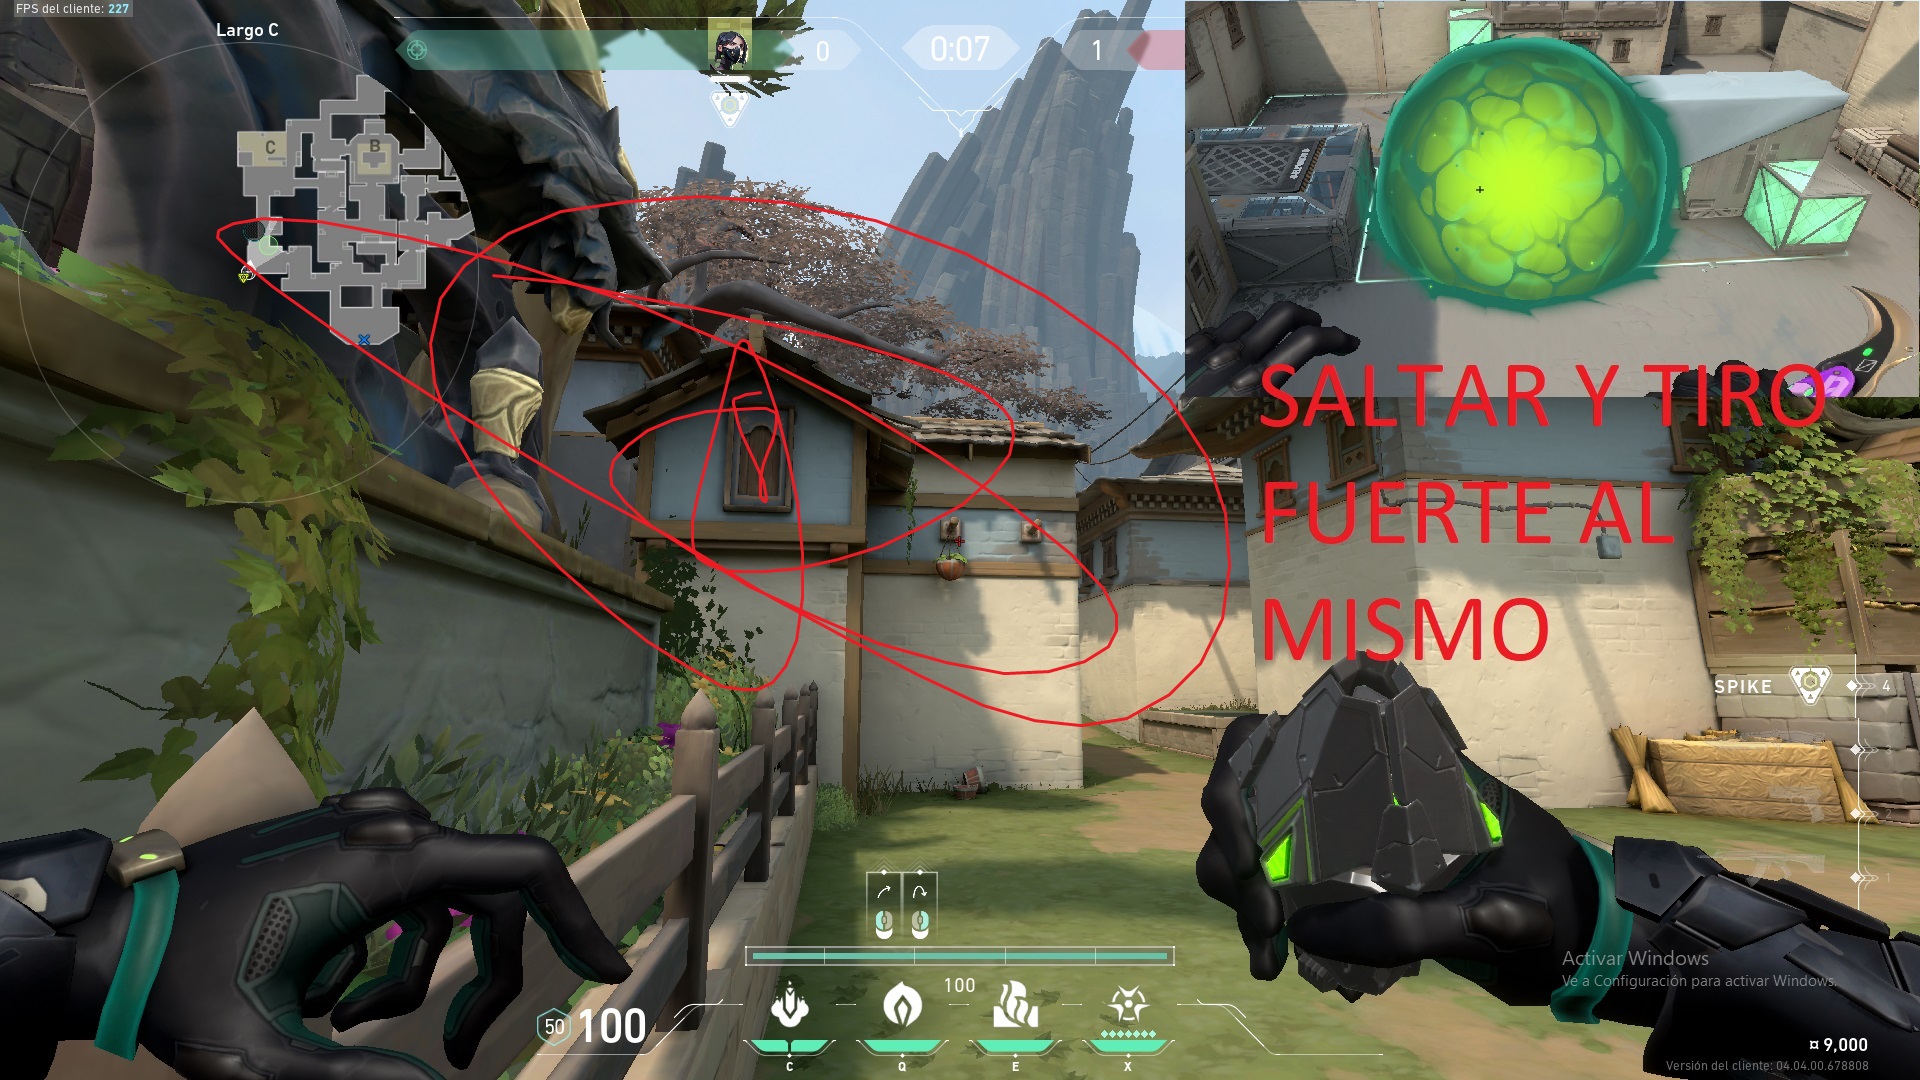 FPS del cliente: 227
Largo C
0
0:07
1
C
B
SALTAR Y TIRO
FUERTE AL
MISMO
SPIKE
4
1
Activar Windows
Ve a Configuración para activar Windows.
100
50
100
C
Q
E
X
¤ 9,000
Versión del cliente: 04.04.00.678808